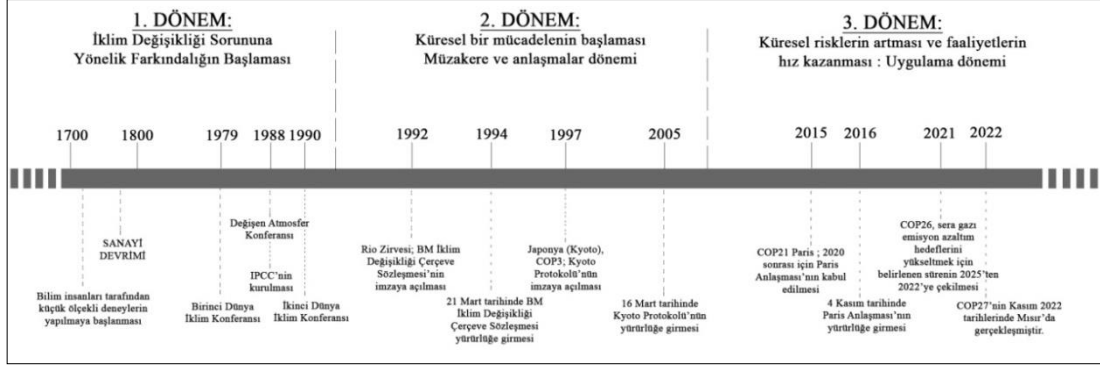 1. DÖNEM:
İklim Değişikliği Sorununa
Yönelik Farkındalığın Başlaması
2. DÖNEM:
Küresel bir mücadelenin başlaması
Müzakere ve anlaşmalar dönemi
3. DÖNEM:
Küresel risklerin artması ve faaliyetlerin
hız kazanması : Uygulama dönemi
1700
1800
1979
1988
1990
1992
1994
1997
2005
2015
2016
2021
2022
Bilim insanları tarafından
küçük ölçekli deneylerin
yapılmaya başlanması
SANAYİ
DEVRİMİ
Birinci Dünya
İklim Konferansı
Değişen Atmosfer
Konferansı
IPCC'nin
kurulması
İkinci Dünya
İklim Konferansı
Rio Zirvesi; BM İklim
Değişikliği Çerçeve
Sözleşmesi'nin
imzaya açılması
21 Mart tarihinde BM
İklim Değişikliği
Çerçeve Sözleşmesi
yürürlüğe girmesi
Japonya (Kyoto),
COP3; Kyoto
Protokolü'nün
imzaya açılması
16 Mart tarihinde
Kyoto Protokolü'nün
yürürlüğe girmesi
COP21 Paris ; 2020
sonrası için Paris
Anlaşması'nın kabul
edilmesi
4 Kasım tarihinde
Paris Anlaşması'nın
yürürlüğe girmesi
COP26, sera gazı
emisyon azaltım
hedeflerini
yükseltmek için
belirlenen sürenin 2025'ten
2022'ye çekilmesi
COP27'nin Kasım 2022
tarihlerinde Mısır'da
gerçekleşmiştir.